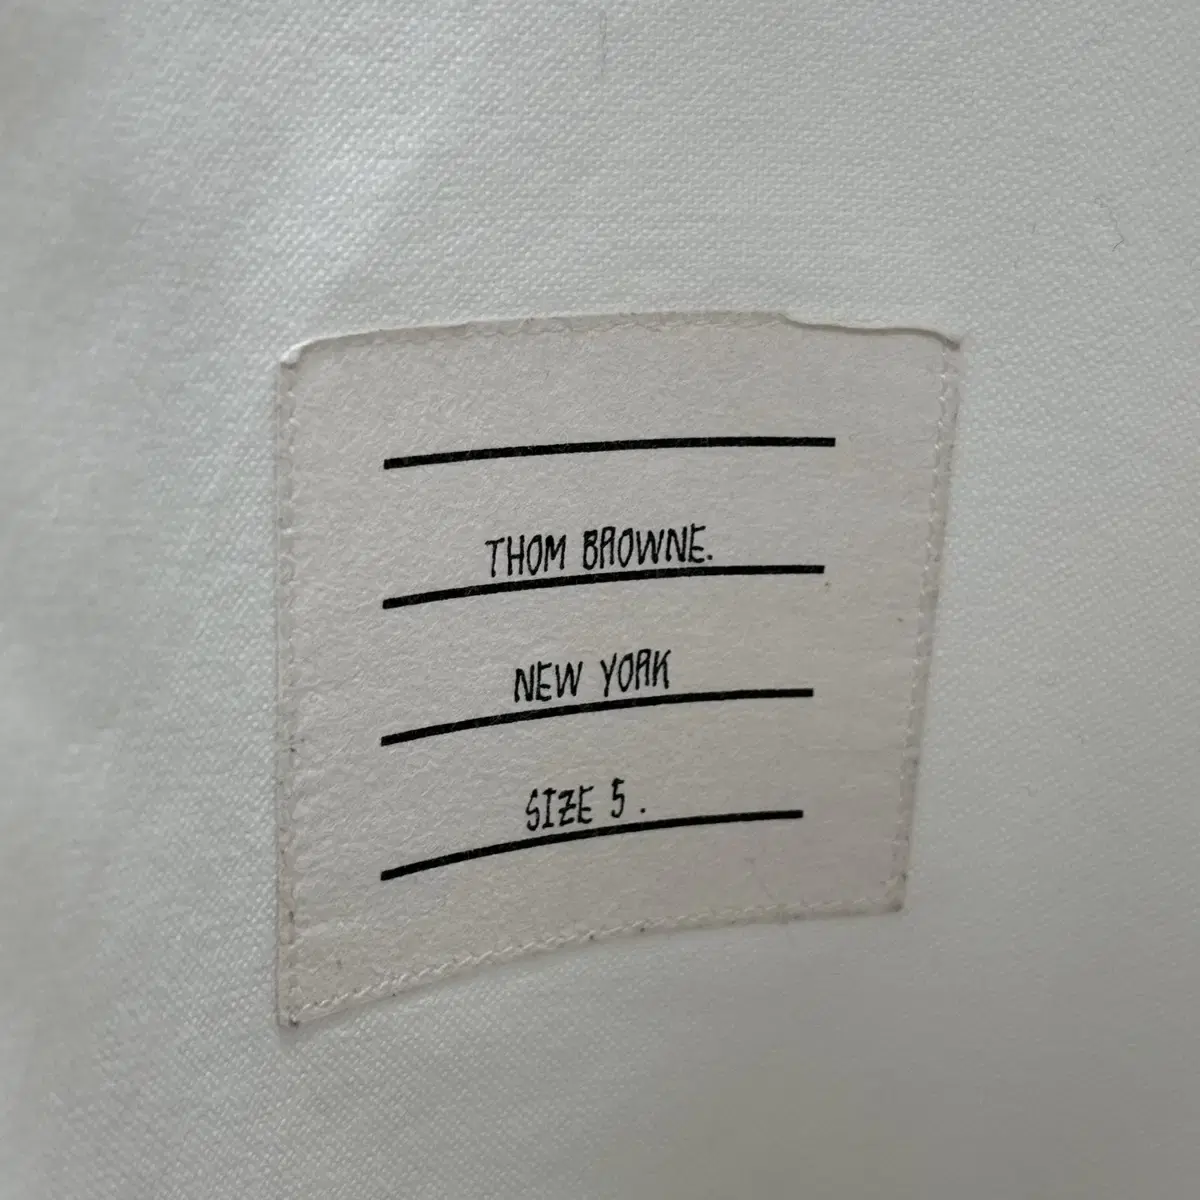 THOM BROWNE.
NEW YORK
SIZE 5.